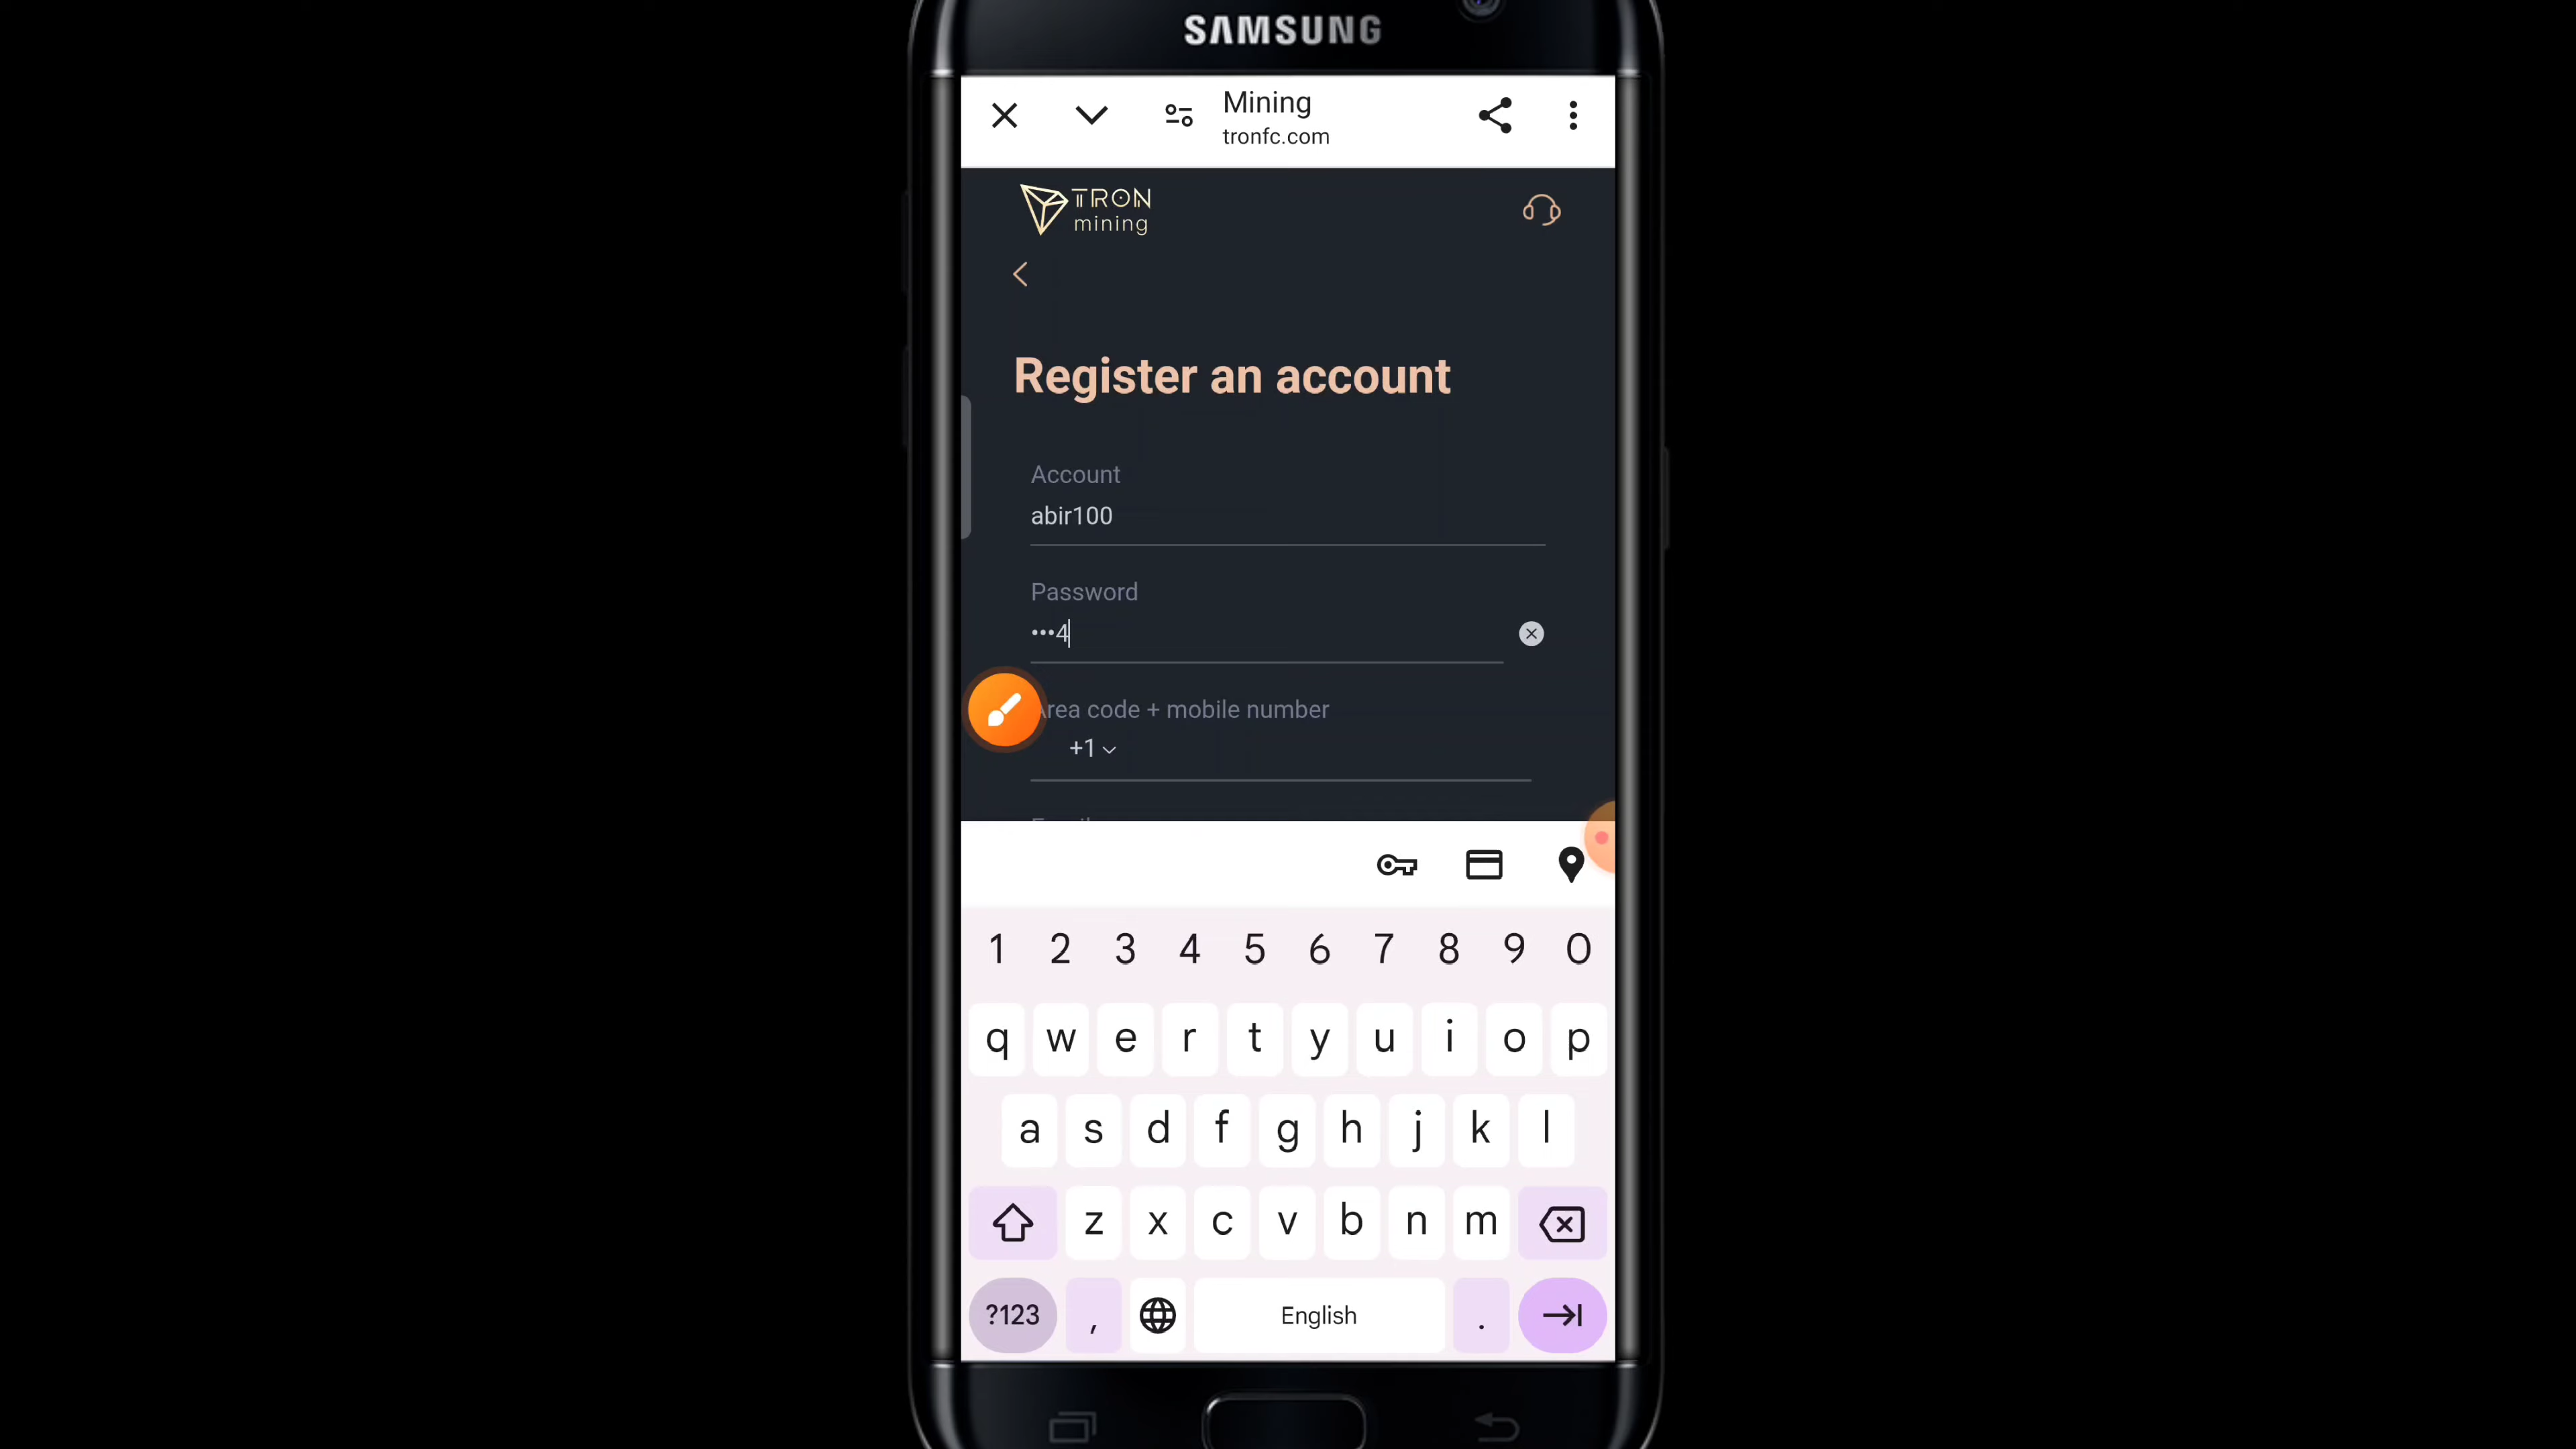 SAMSUNG
Mining
tronfc.com
TRON
mining
Register an account
Account
abir100
Password
•••4
Area code + mobile number
+1
1 2 3 4 5 6 7 8 9 0
q w e r t y u i o p
a s d f g h j k l
z x c v b n m
?123 , English .